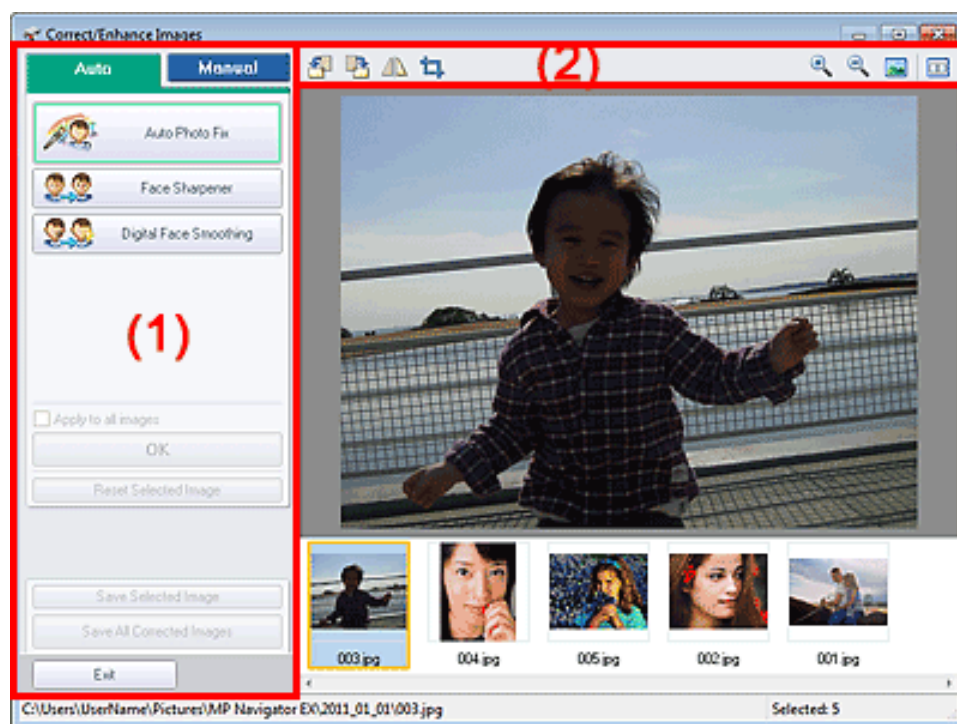 Correct/Enhance Images
Auto
Manual
(2)
Auto Photo Fix
Face Sharpener
Digital Face Smoothing
(1)
Apply to all images
OK
Reset Selected Image
Save Selected Image
Save All Corrected Images
Exit
003.jpg
004.jpg
005.jpg
002.jpg
001.jpg
C:\Users\UserName\Pictures\MP Navigator EX\2011_01_01\003.jpg
Selected: 5